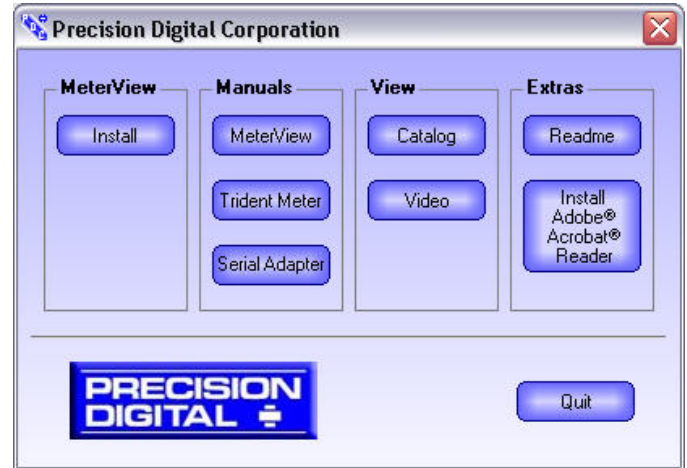 Precision Digital Corporation
MeterView
Install
Manuals
MeterView
Trident Meter
Serial Adapter
View
Catalog
Video
Extras
Readme
Install
Adobe®
Acrobat®
Reader
PRECISION
DIGITAL
Quit